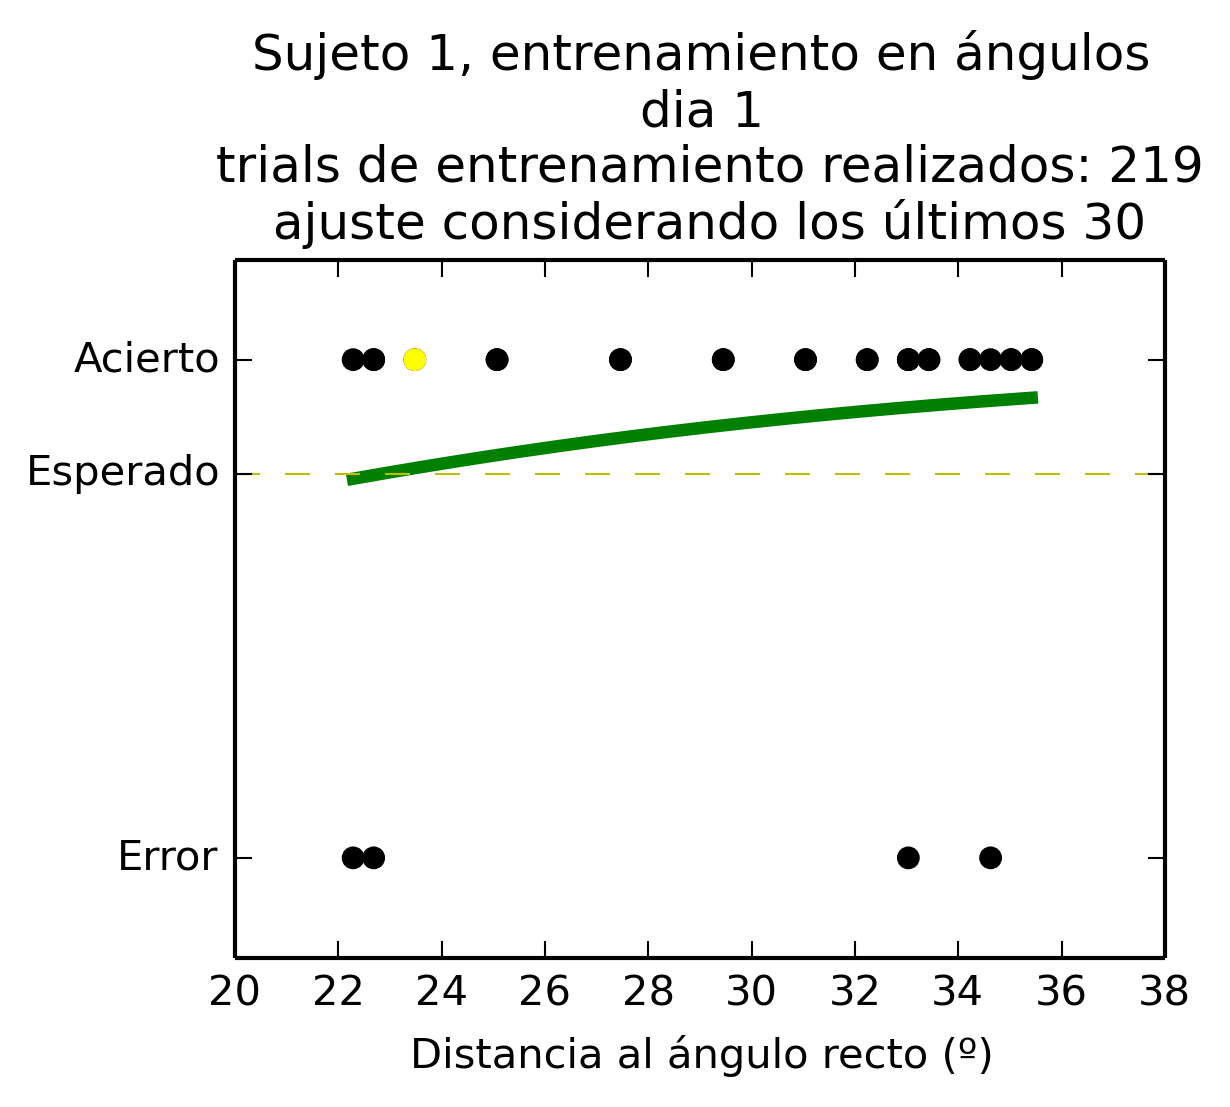 Sujeto 1, entrenamiento en ángulos
dia 1
trials de entrenamiento realizados: 219
ajuste considerando los últimos 30
Acierto
Esperado
Error
20 22 24 26 28 30 32 34 36 38
Distancia al ángulo recto (º)